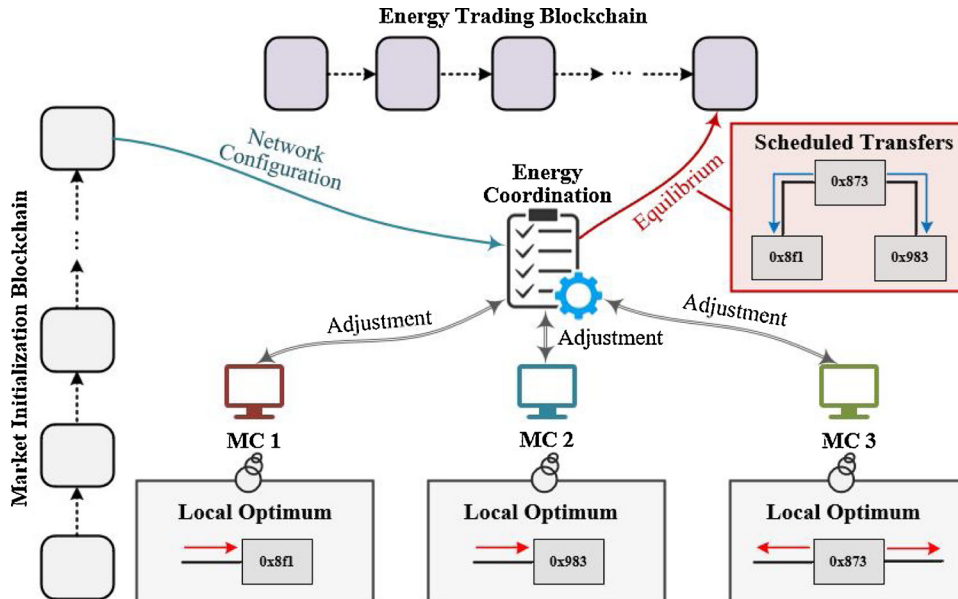 Energy Trading Blockchain
...
Market Initialization Blockchain
...
Network
Configuration
Energy
Coordination
Equilibrium
Scheduled Transfers
0x873
0x8f1
0x983
Adjustment
Adjustment
Adjustment
MC 1
MC 2
MC 3
Local Optimum
0x8f1
Local Optimum
0x983
Local Optimum
0x873